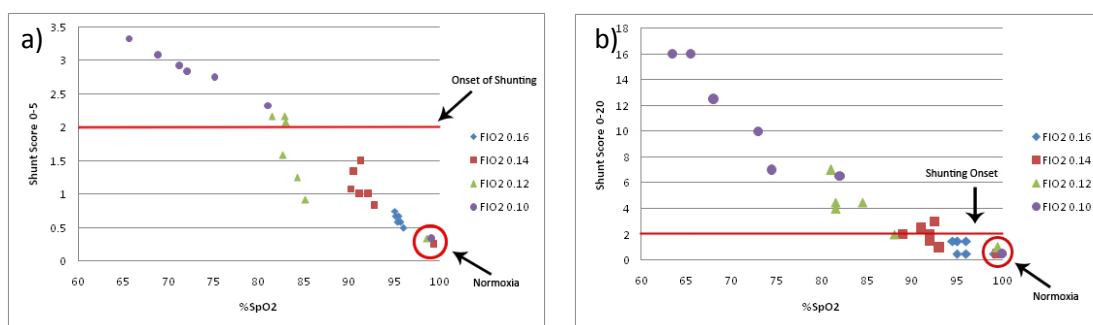 a)
Shunt Score 0-5
3.5
3
2.5
2
1.5
1
0.5
0
60 65 70 75 80 85 90 95 100
%SpO2
Onset of Shunting
FIO2 0.16
FIO2 0.14
FIO2 0.12
FIO2 0.10
Normoxia
b)
Shunt Score 0-20
18
16
14
12
10
8
6
4
2
0
60 65 70 75 80 85 90 95 100
%SpO2
FIO2 0.16
FIO2 0.14
FIO2 0.12
FIO2 0.10
Shunting Onset
Normoxia